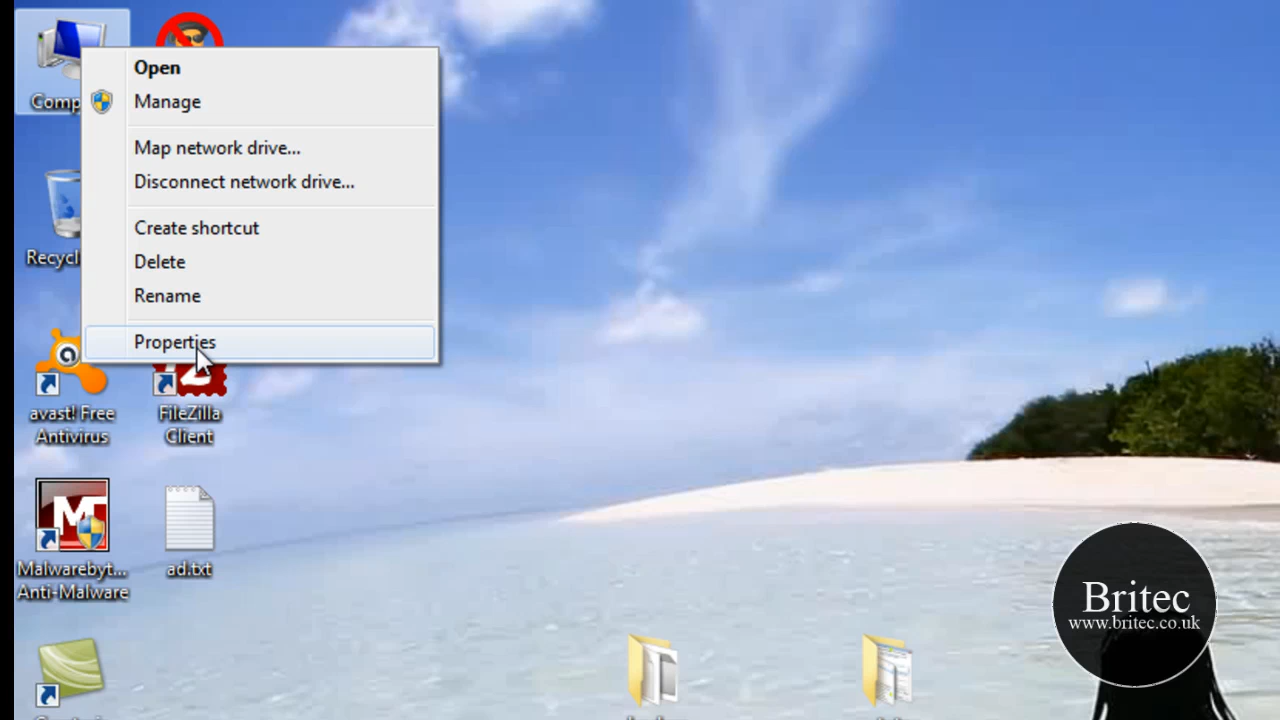 Comp
Open
Manage
Map network drive...
Disconnect network drive...
Create shortcut
Delete
Rename
Properties
Recycl
avast! Free
Antivirus
FileZilla
Client
Malwarebyt...
Anti-Malware
ad.txt
Britec
www.britec.co.uk